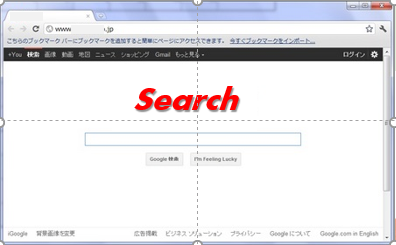 www.　　.jp
こちらのブックマーク バーにブックマークを追加すると簡単にページにアクセスできます。 今すぐブックマークをインポート...
+You 検索 画像 動画 地図 ニュース ショッピング Gmail もっと見る ログイン
Search
Google 検索 I'm Feeling Lucky
iGoogle 背景画像を変更 広告掲載 ビジネス ソリューション プライバシー Google について Google.com in English